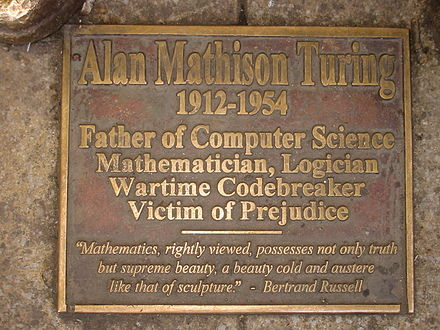 Alan Mathison Turing
1912-1954
Father of Computer Science
Mathematician, Logician
Wartime Codebreaker
Victim of Prejudice
“Mathematics, rightly viewed, possesses not only truth
but supreme beauty, a beauty cold and austere
like that of sculpture.” - Bertrand Russell